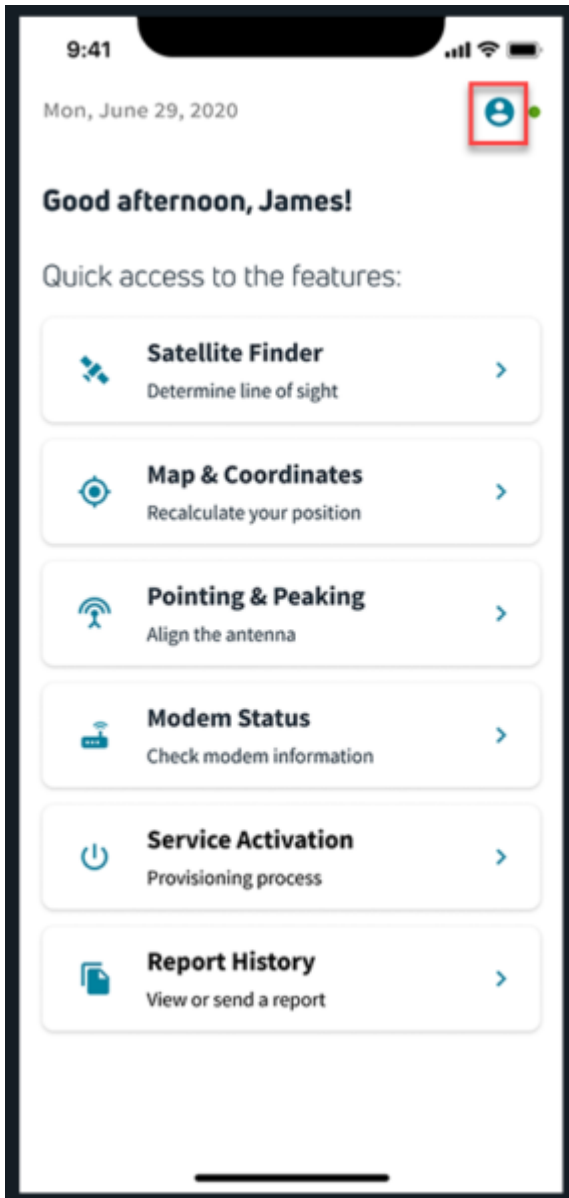 9:41
Mon, June 29, 2020
Good afternoon, James!
Quick access to the features:
Satellite Finder
Determine line of sight
Map & Coordinates
Recalculate your position
Pointing & Peaking
Align the antenna
Modem Status
Check modem information
Service Activation
Provisioning process
Report History
View or send a report